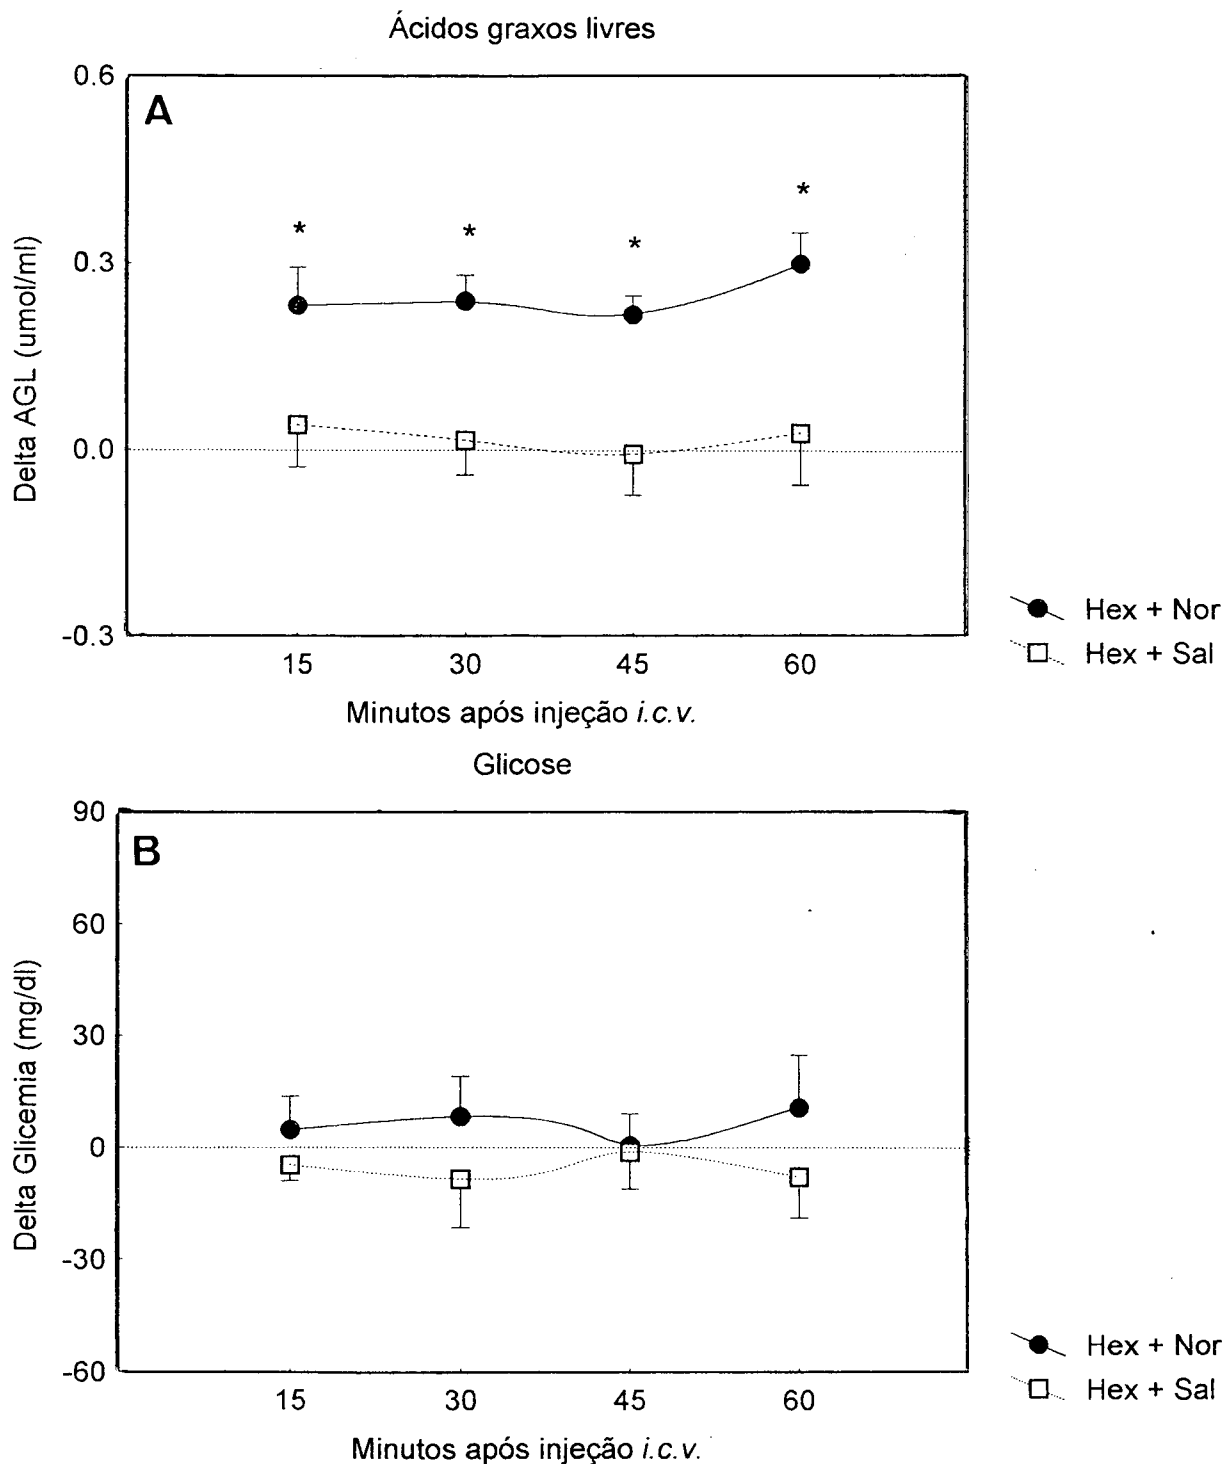 Ácidos graxos livres
0.6
A
* * * *
0.3
0.0
-0.3
Delta AGL (umol/ml)
15 30 45 60
Minutos após injeção i.c.v.
Hex + Nor
Hex + Sal
Glicose
90
B
60
30
0
-30
-60
Delta Glicemia (mg/dl)
15 30 45 60
Minutos após injeção i.c.v.
Hex + Nor
Hex + Sal